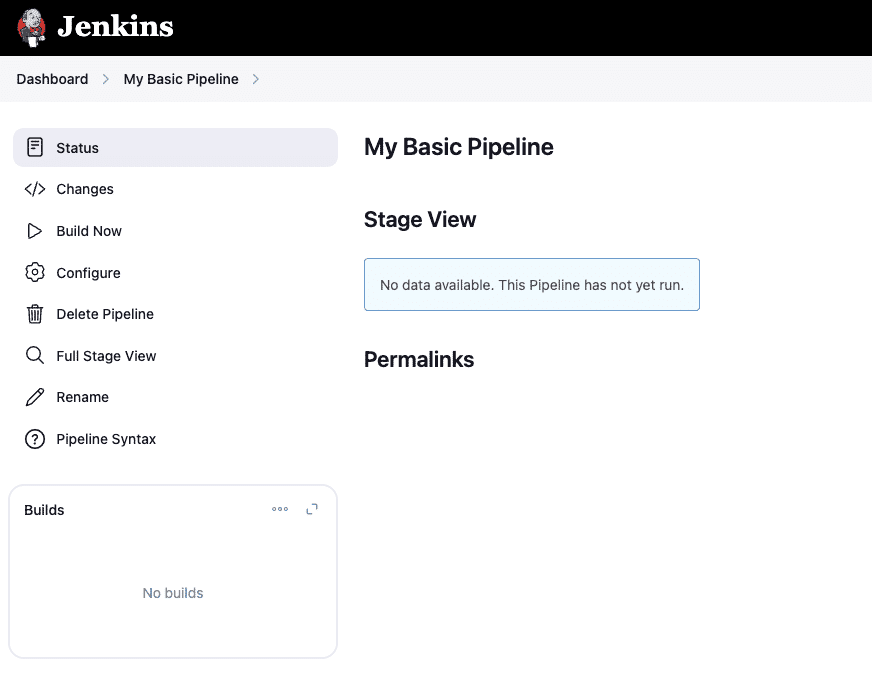 Jenkins
Dashboard
My Basic Pipeline
Status
Changes
Build Now
Configure
Delete Pipeline
Full Stage View
Rename
Pipeline Syntax
Builds
No builds
My Basic Pipeline
Stage View
No data available. This Pipeline has not yet run.
Permalinks